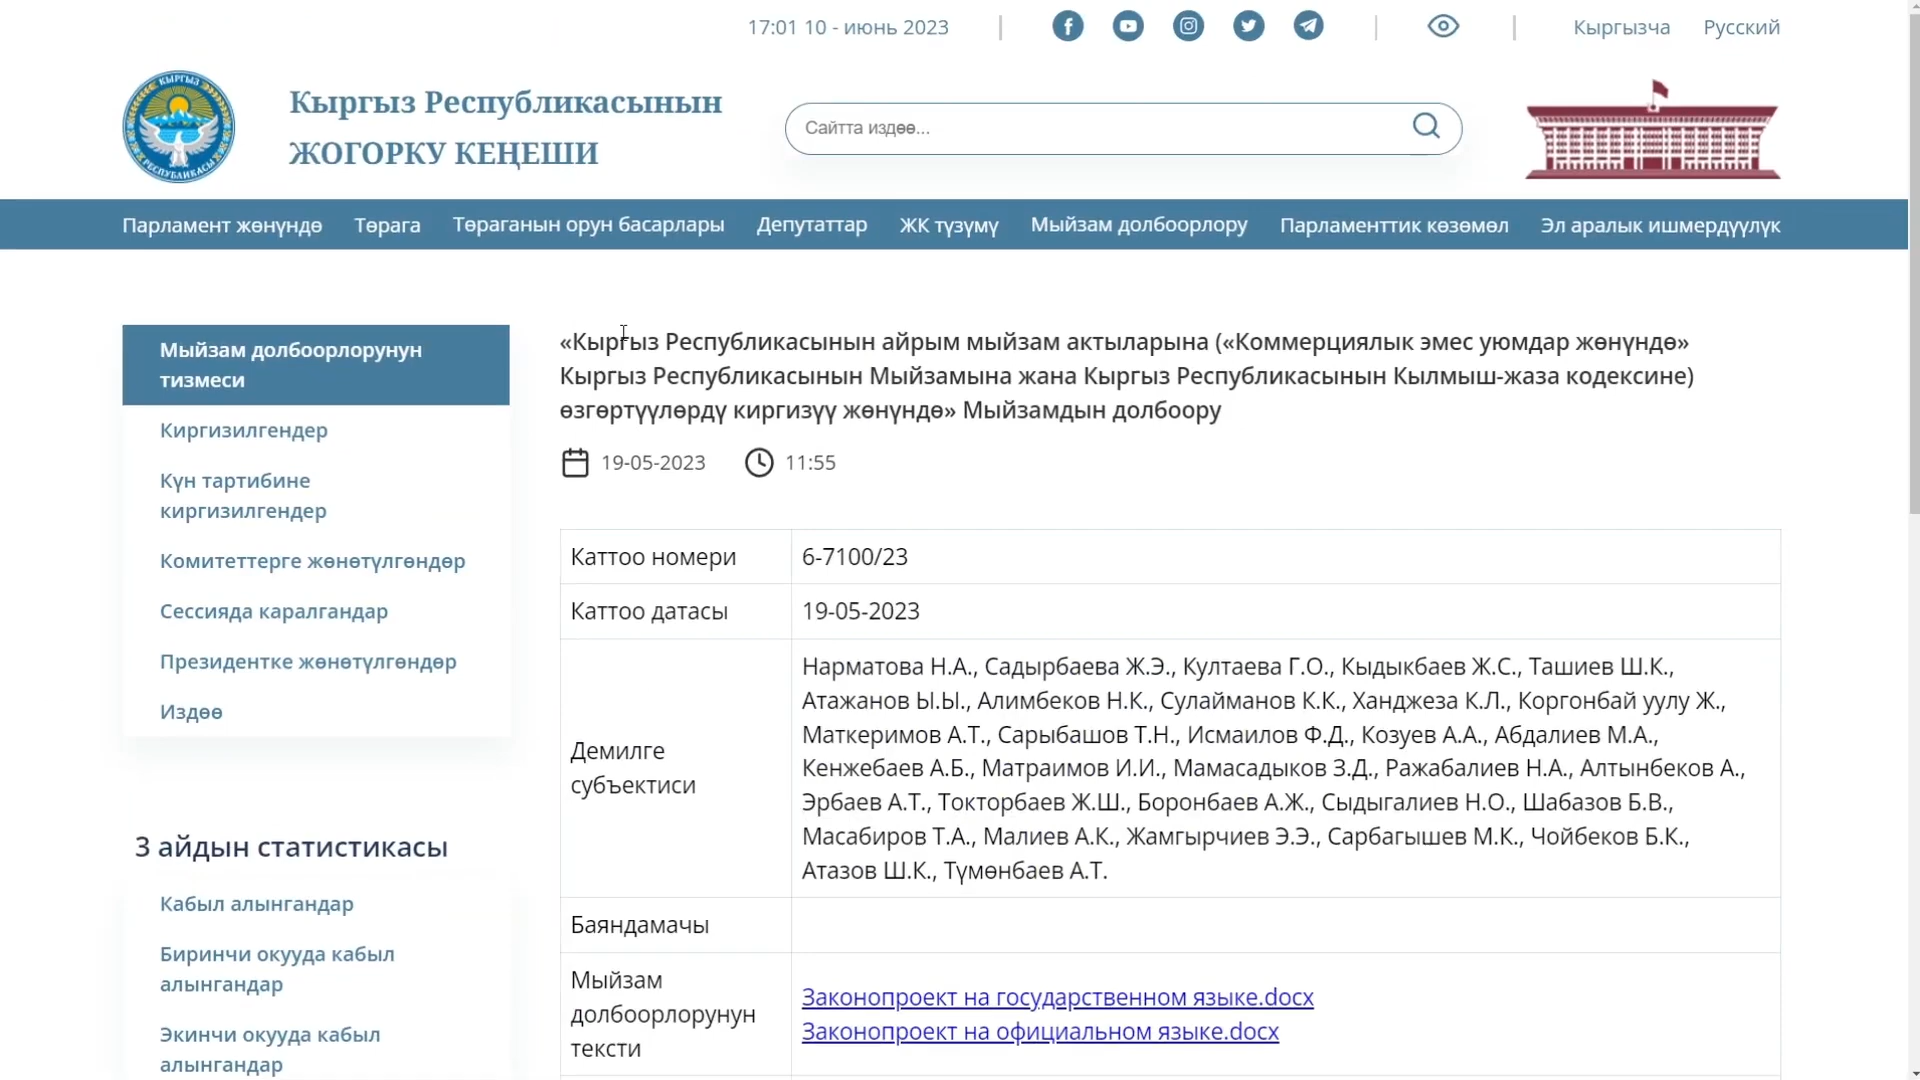 17:01 10 - июнь 2023
Кыргызча Русский
КЫРГЫЗ
РЕСПУБЛИКАСЫ
Кыргыз Республикасынын
ЖОГОРКУ КЕҢЕШИ
Сайтта издөө...
Парламент жөнүндө Төрага Төраганын орун басарлары Депутаттар ЖК түзүмү Мыйзам долбоорлору Парламенттик көзөмөл Эл аралык ишмердүүлүк
Мыйзам долбоорлорунун
тизмеси
Киргизилгендер
Күн тартибине
киргизилгендер
Комитеттерге жөнөтүлгөндөр
Сессияда каралгандар
Президентке жөнөтүлгөндөр
Издөө
3 айдын статистикасы
Кабыл алынгандар
Биринчи окууда кабыл
алынгандар
Экинчи окууда кабыл
алынгандар
«Кыргыз Республикасынын айрым мыйзам актыларына («Коммерциялык эмес уюмдар жөнүндө»
Кыргыз Республикасынын Мыйзамына жана Кыргыз Республикасынын Кылмыш-жаза кодексине)
өзгөртүүлөрдү киргизүү жөнүндө» Мыйзамдын долбоору
19-05-2023 11:55
Каттоо номери 6-7100/23
Каттоо датасы 19-05-2023
Демилге
субъектиси
Нарматова Н.А., Садырбаева Ж.Э., Култаева Г.О., Кыдыкбаев Ж.С., Ташиев Ш.К.,
Атажанов Ы.Ы., Алимбеков Н.К., Сулайманов К.К., Ханджеза К.Л., Коргонбай уулу Ж.,
Маткеримов А.Т., Сарыбашов Т.Н., Исмаилов Ф.Д., Козуев А.А., Абдалиев М.А.,
Кенжебаев А.Б., Матраимов И.И., Мамасадыков З.Д., Ражабалиев Н.А., Алтынбеков А.,
Эрбаев А.Т., Токторбаев Ж.Ш., Боронбаев А.Ж., Сыдыгалиев Н.О., Шабазов Б.В.,
Масабиров Т.А., Малиев А.К., Жамгырчиев Э.Э., Сарбагышев М.К., Чойбеков Б.К.,
Атазов Ш.К., Түмөнбаев А.Т.
Баяндамачы
Мыйзам
долбоорлорунун
тексти
Законопроект на государственном языке.docx
Законопроект на официальном языке.docx